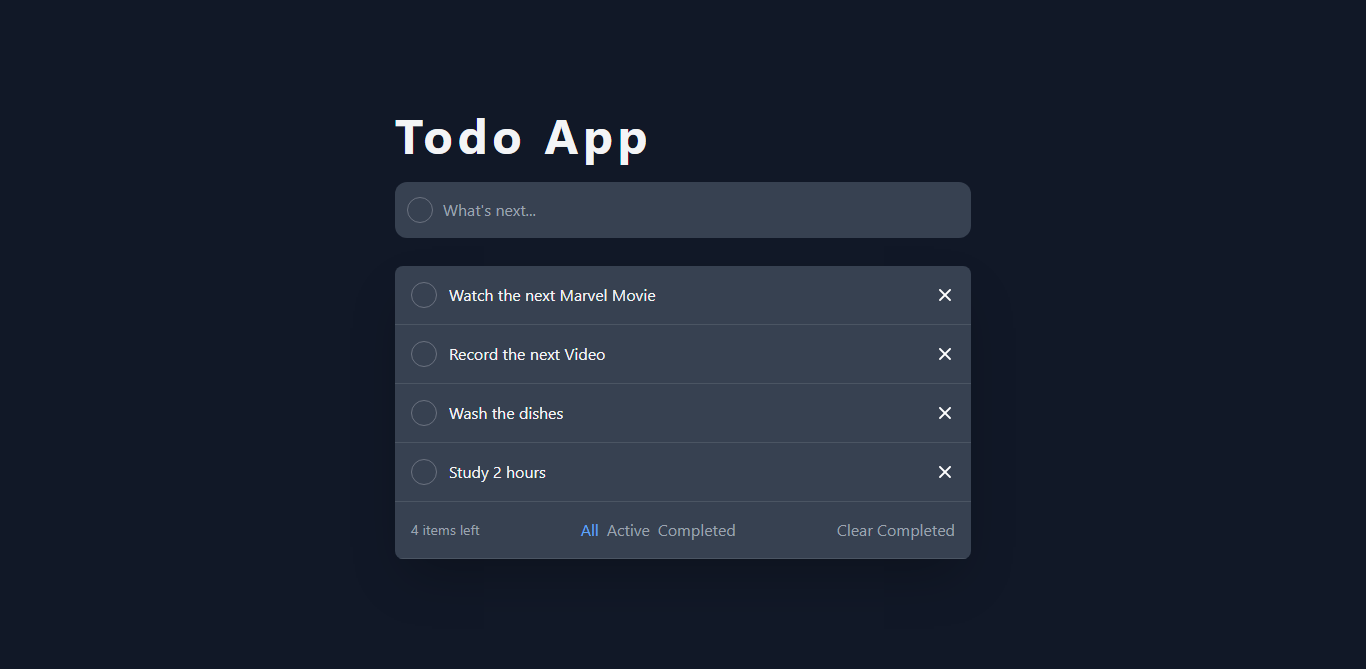 Todo App
What's next...
Watch the next Marvel Movie
Record the next Video
Wash the dishes
Study 2 hours
4 items left All Active Completed Clear Completed